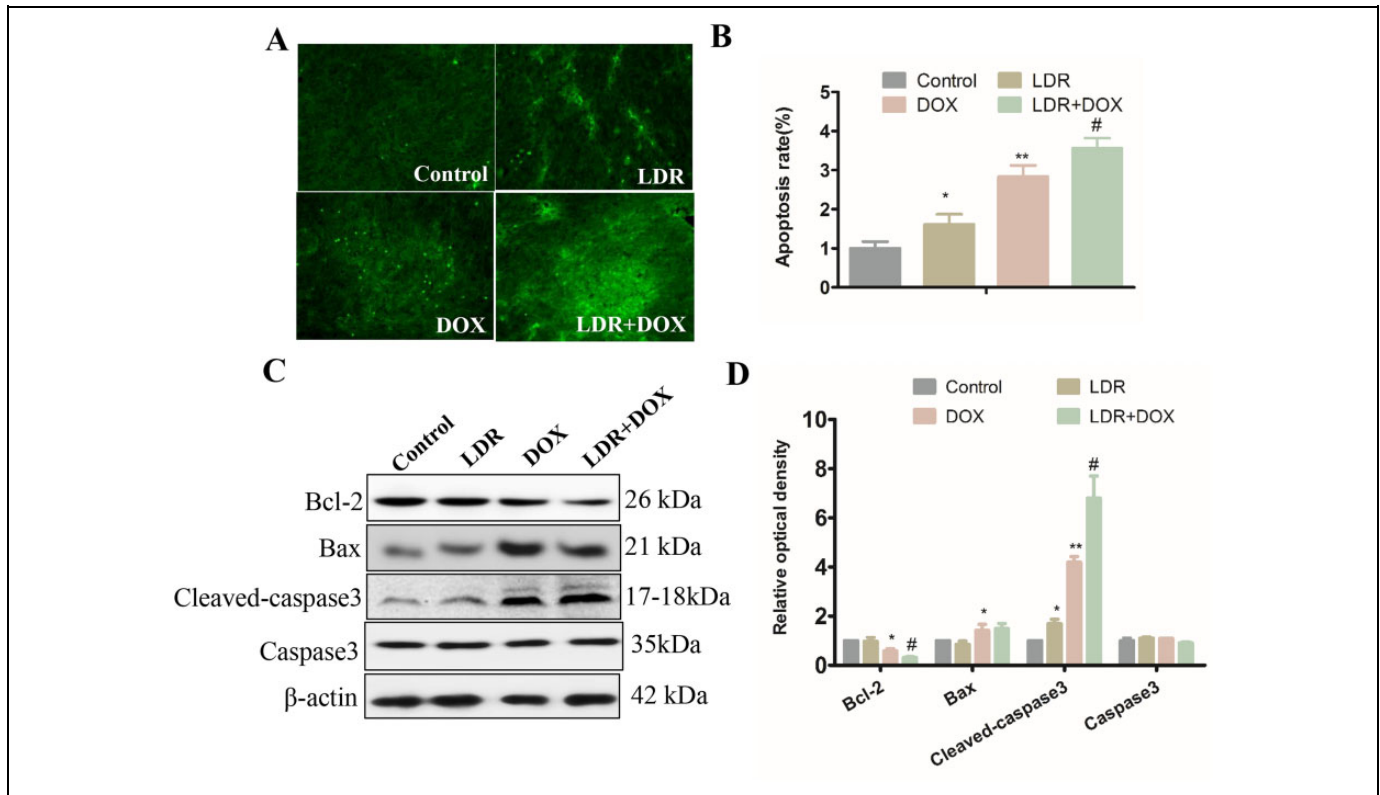 A
Control
LDR
DOX
LDR+DOX
B
Control
LDR
DOX
LDR+DOX
Apoptosis rate(%)
5
4
3
2
1
0
*
**
#
C
Control
LDR
DOX
LDR+DOX
Bcl-2
26 kDa
Bax
21 kDa
Cleaved-caspase3
17-18kDa
Caspase3
35kDa
β-actin
42 kDa
D
Control
LDR
DOX
LDR+DOX
Relative optical density
10
8
6
4
2
0
*
#
*
*
**
#
Bcl-2
Bax
Cleaved-caspase3
Caspase3